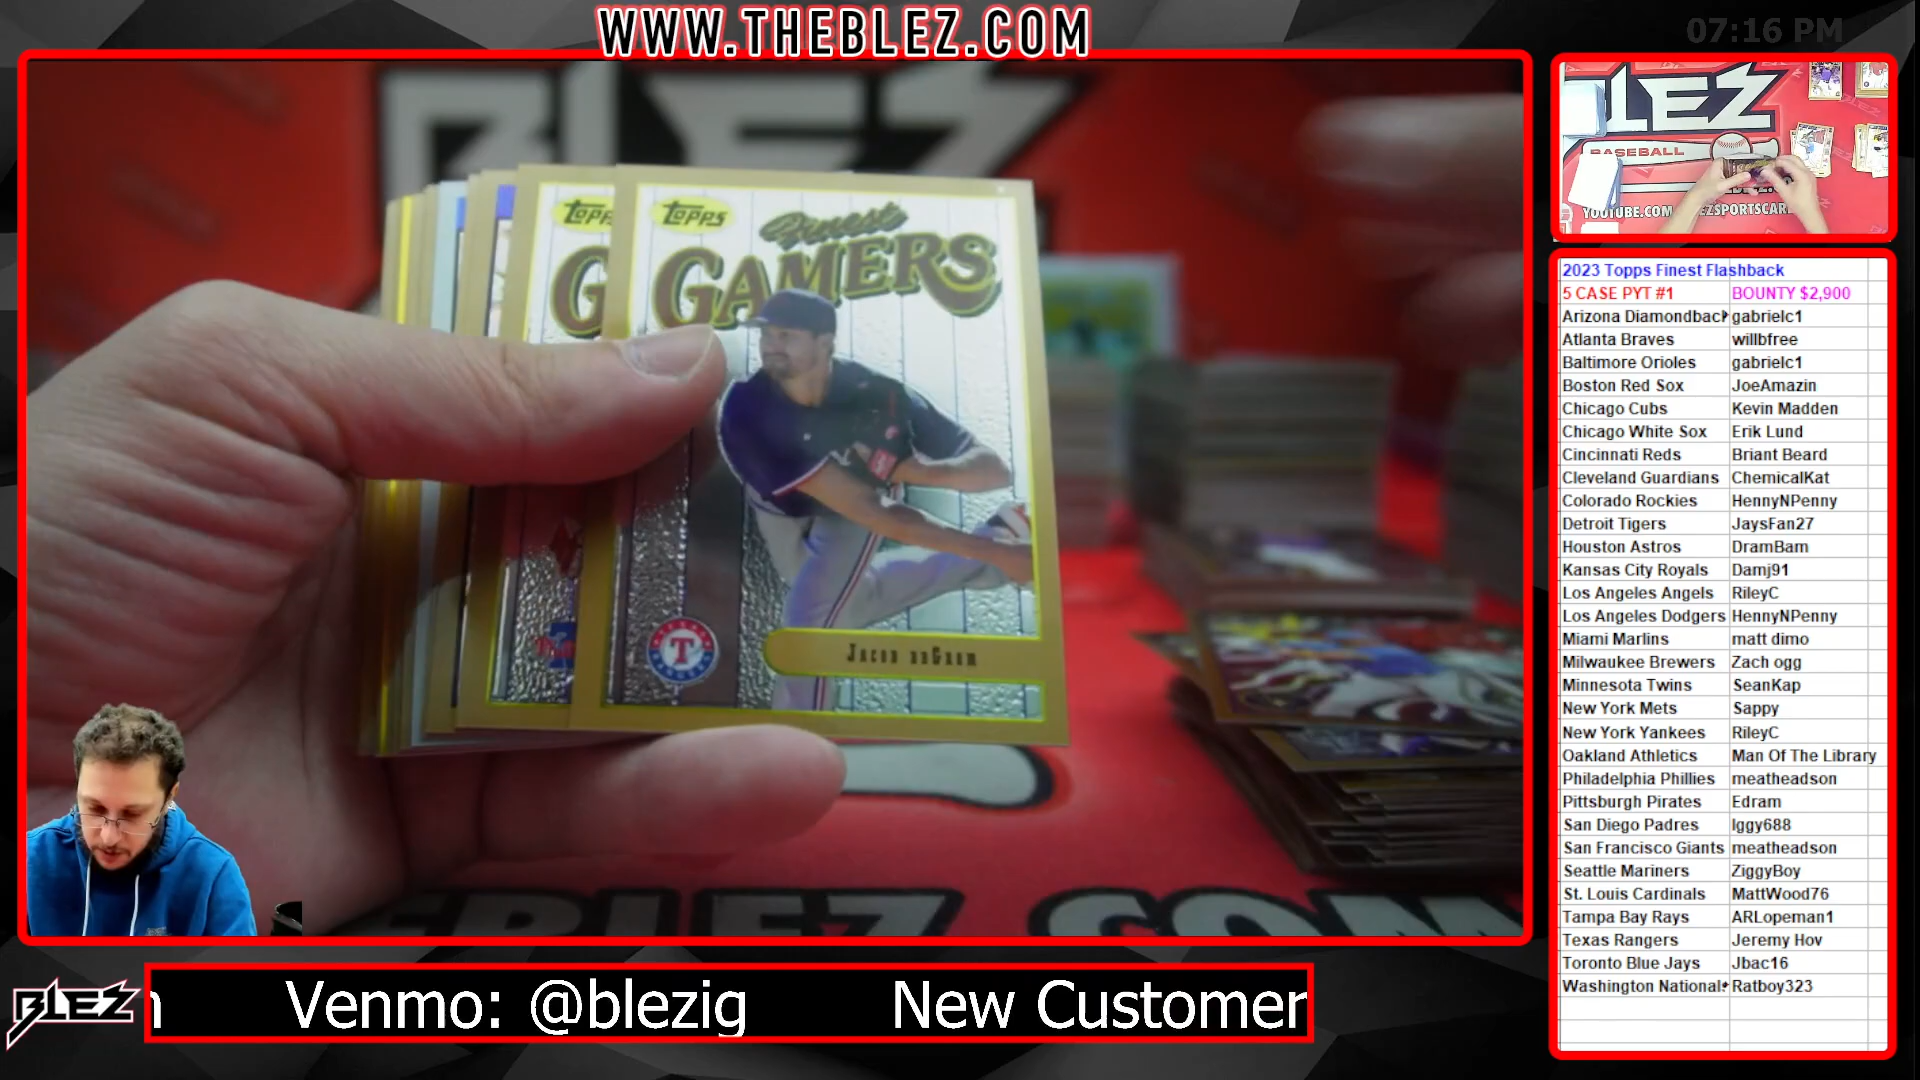 WWW.THEBLEZ.COM
07:16 PM
BLEZ
TOPPS
TOPPS
Finest
GAMERS
T
JACOB DEGROM
LEZ
BASEBALL
YOUTUBE.COM
2023 Topps Finest Flashback
5 CASE PYT #1 BOUNTY $2,900
Arizona Diamondback gabrielc1
Atlanta Braves willbfree
Baltimore Orioles gabrielc1
Boston Red Sox JoeAmazin
Chicago Cubs Kevin Madden
Chicago White Sox Erik Lund
Cincinnati Reds Briant Beard
Cleveland Guardians ChemicalKat
Colorado Rockies HennyNPenny
Detroit Tigers JaysFan27
Houston Astros DramBam
Kansas City Royals Damj91
Los Angeles Angels RileyC
Los Angeles Dodgers HennyNPenny
Miami Marlins matt dimo
Milwaukee Brewers Zach ogg
Minnesota Twins SeanKap
New York Mets Sappy
New York Yankees RileyC
Oakland Athletics Man Of The Library
Philadelphia Phillies meatheadson
Pittsburgh Pirates Edram
San Diego Padres Iggy688
San Francisco Giants meatheadson
Seattle Mariners ZiggyBoy
St. Louis Cardinals MattWood76
Tampa Bay Rays ARLopeman1
Texas Rangers Jeremy Hov
Toronto Blue Jays Jbac16
Washington Nationals Ratboy323
BLEZ Venmo: @blezig New Customer